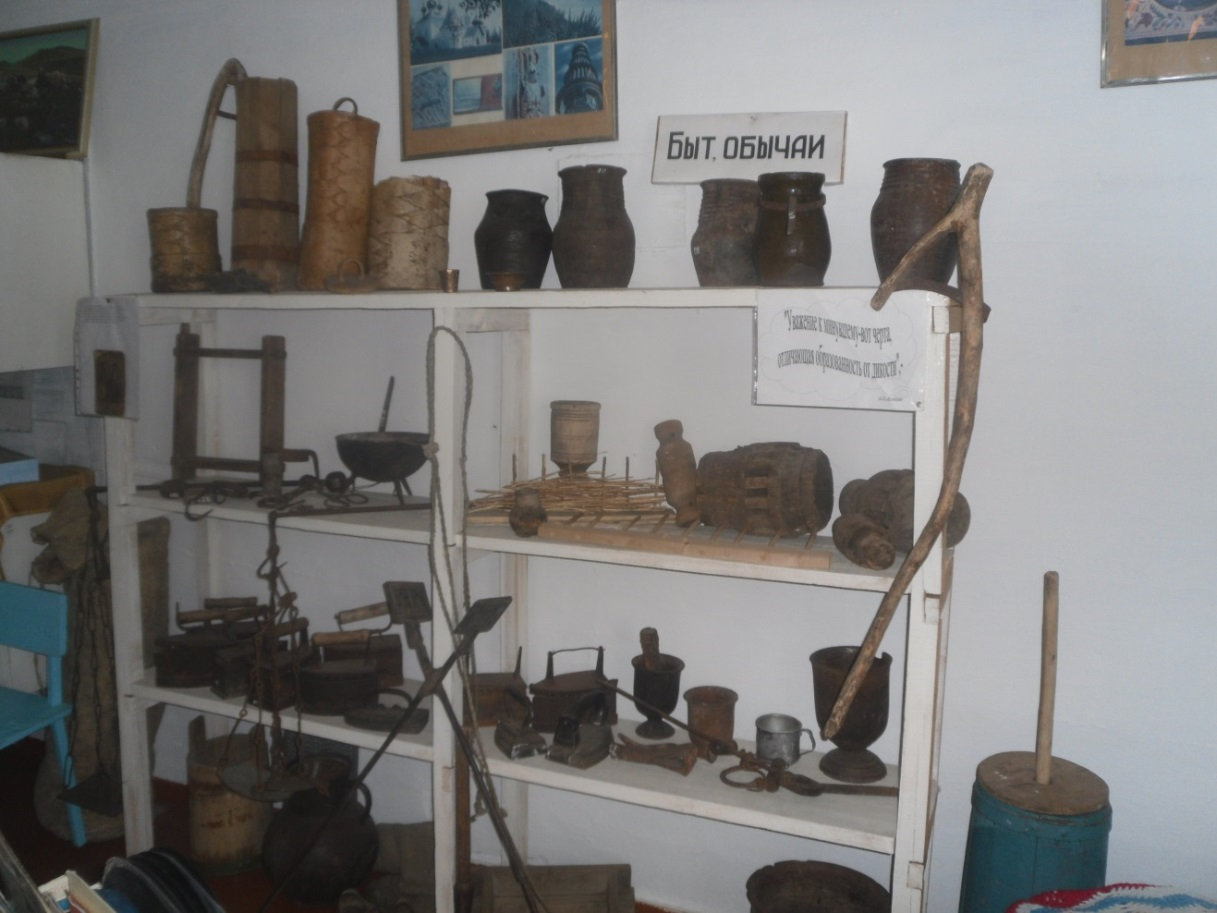 БЫТ, ОБЫЧАИ
"Уважение к минувшему-вот черта,
отличающая образованность от дикости".